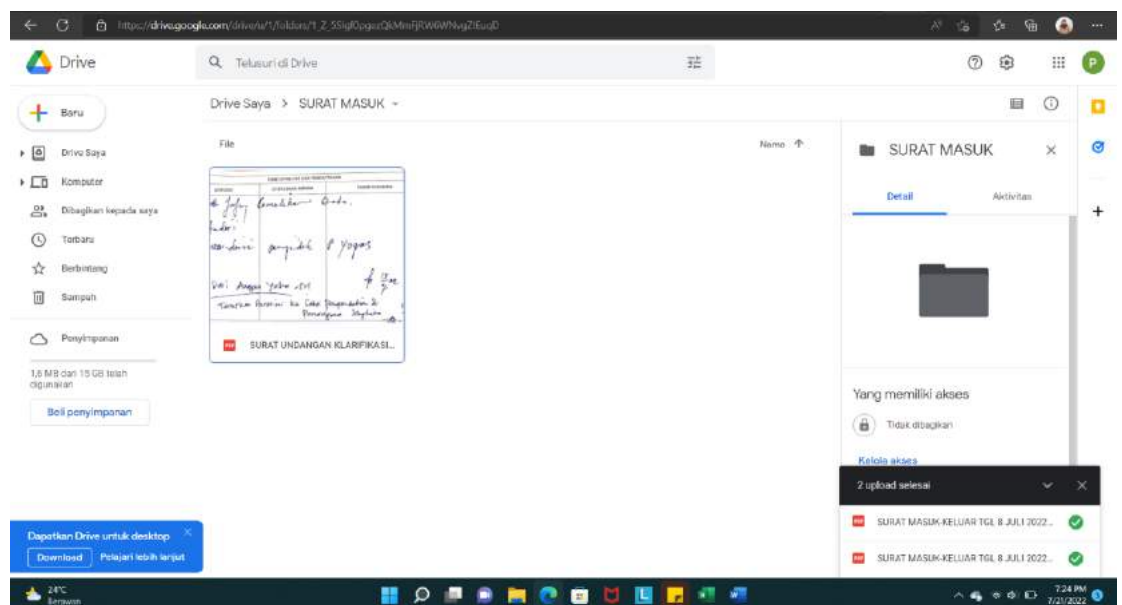 Drive
Telusuri di Drive
P
Baru
Drive Saya > SURAT MASUK
Drive Saya
Komputer
Dibagikan kepada saya
Terbaru
Berbintang
Sampah
Penyimpanan
1,6 MB dari 15 GB telah
digunakan
Beli penyimpanan
File
Nama
SURAT UNDANGAN KLARIFIKASI...
SURAT MASUK
Detail
Aktivitas
Yang memiliki akses
Tidak dibagikan
Kelola akses
2 upload selesai
SURAT MASUK-KELUAR TGL 8 JULI 2022...
SURAT MASUK-KELUAR TGL 8 JULI 2022...
Dapatkan Drive untuk desktop
Download
Pelajari lebih lanjut
24°C
Berawan
7:24 PM
7/21/2022